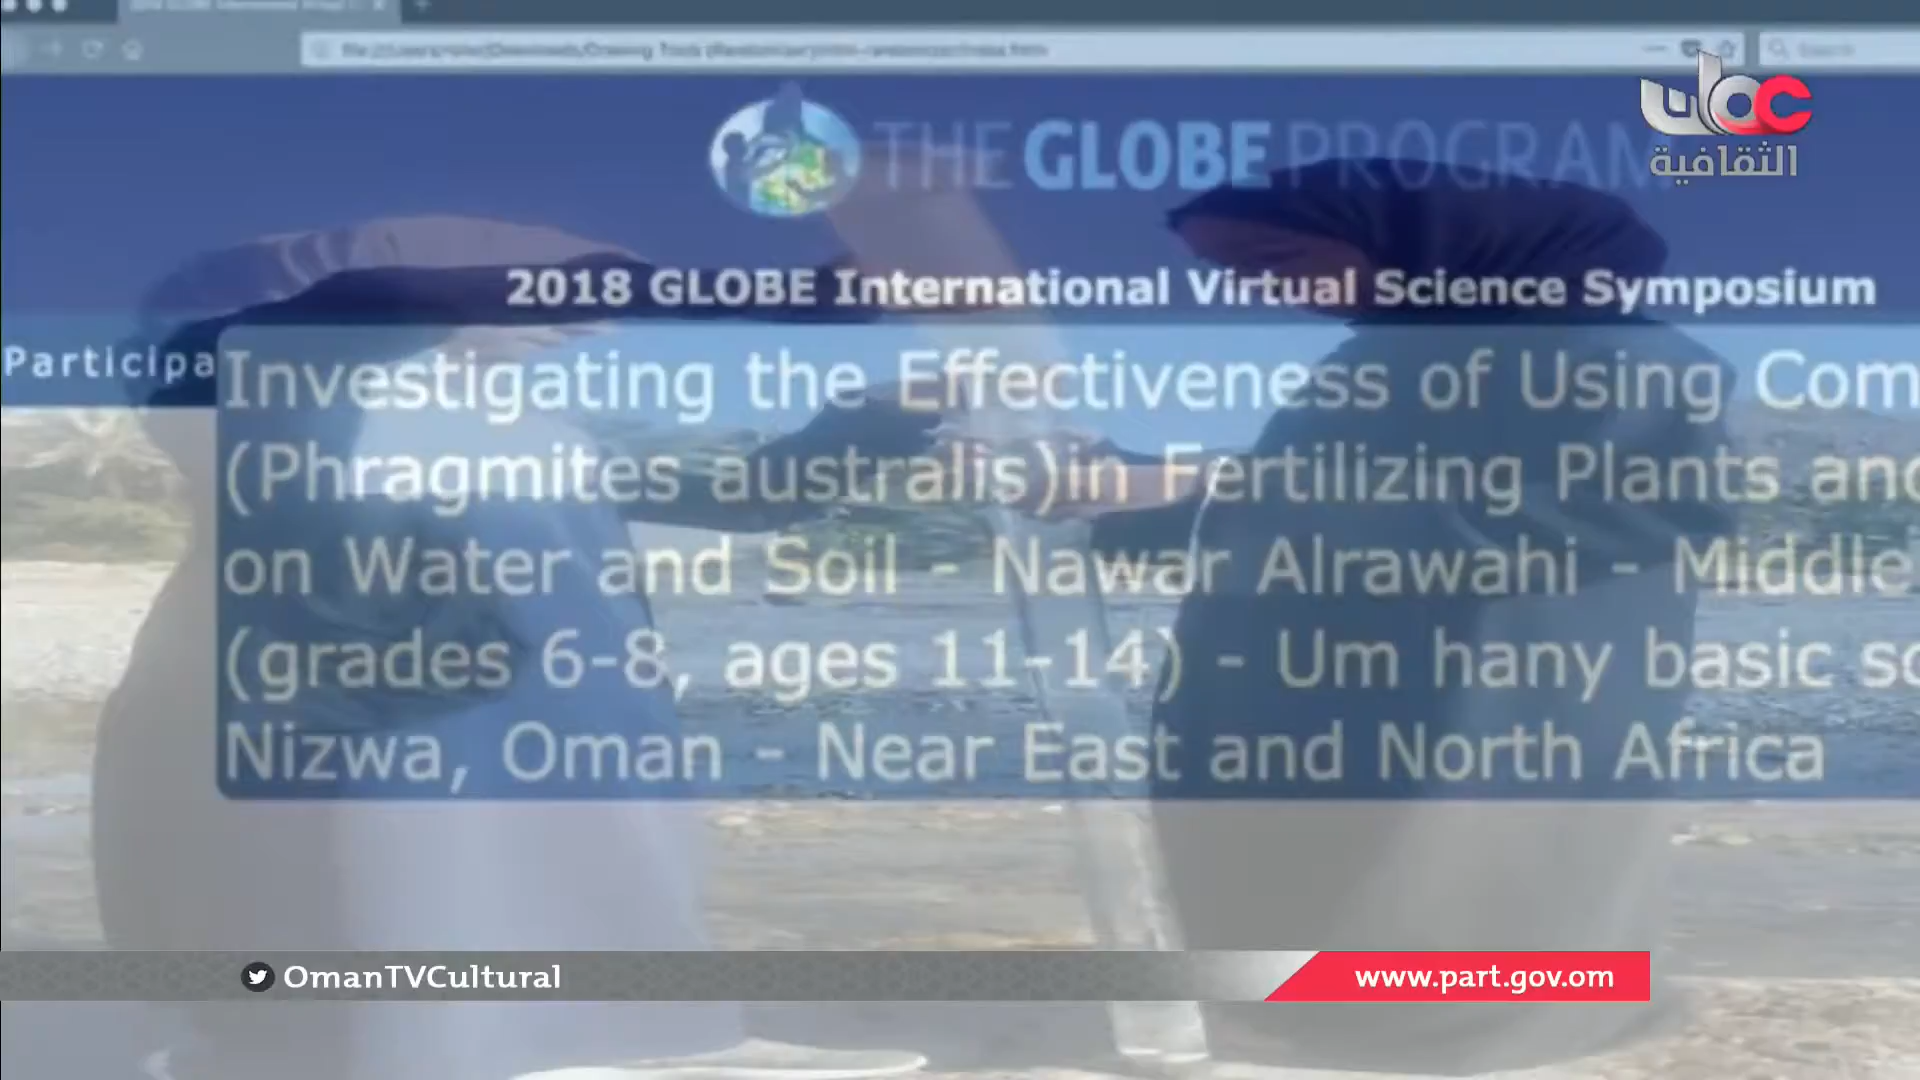 عمان
الثقافية
THE GLOBE PROGRAM
2018 GLOBE International Virtual Science Symposium
Participa
Investigating the Effectiveness of Using Com
(Phragmites australis)in Fertilizing Plants and
on Water and Soil - Nawar Alrawahi - Middle
(grades 6-8, ages 11-14) - Um hany basic sc
Nizwa, Oman - Near East and North Africa
OmanTVCultural
www.part.gov.om